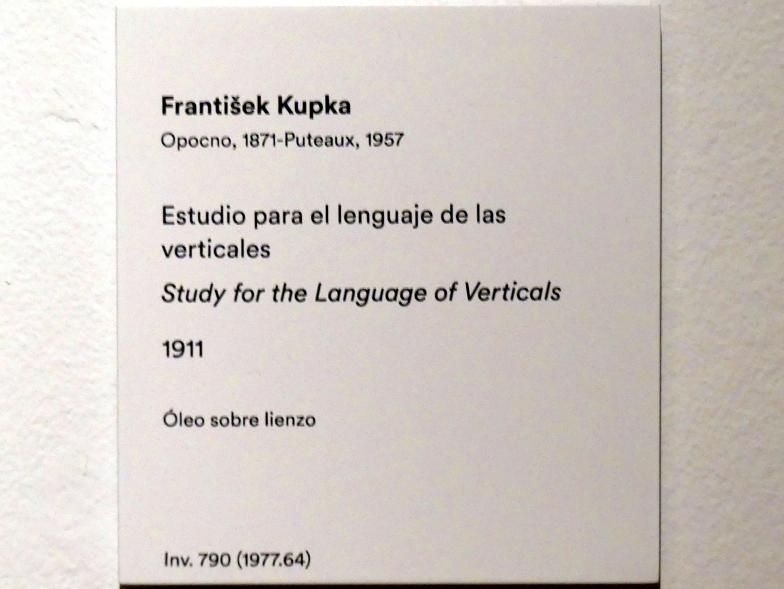 František Kupka
Opocno, 1871-Puteaux, 1957
Estudio para el lenguaje de las
verticales
Study for the Language of Verticals
1911
Óleo sobre lienzo
Inv. 790 (1977.64)